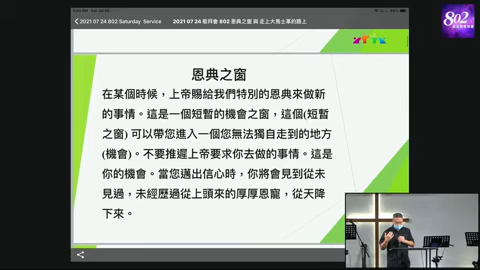 2021 07 24 802 Saturday Service
2021 07 24 敬拜會 802 恩典之窗 與 走上大馬士革的路上
802
恩典之窗
在某個時候，上帝賜給我們特別的恩典來做新
的事情。這是一個短暫的機會之窗，這個(短暫
之窗) 可以帶您進入一個您無法獨自走到的地方
(機會)。不要推遲上帝要求你去做的事情。這是
你的機會。當您邁出信心時，你將會見到從未
見過，未經歷過從上頭來的厚厚恩寵，從天降
下來。